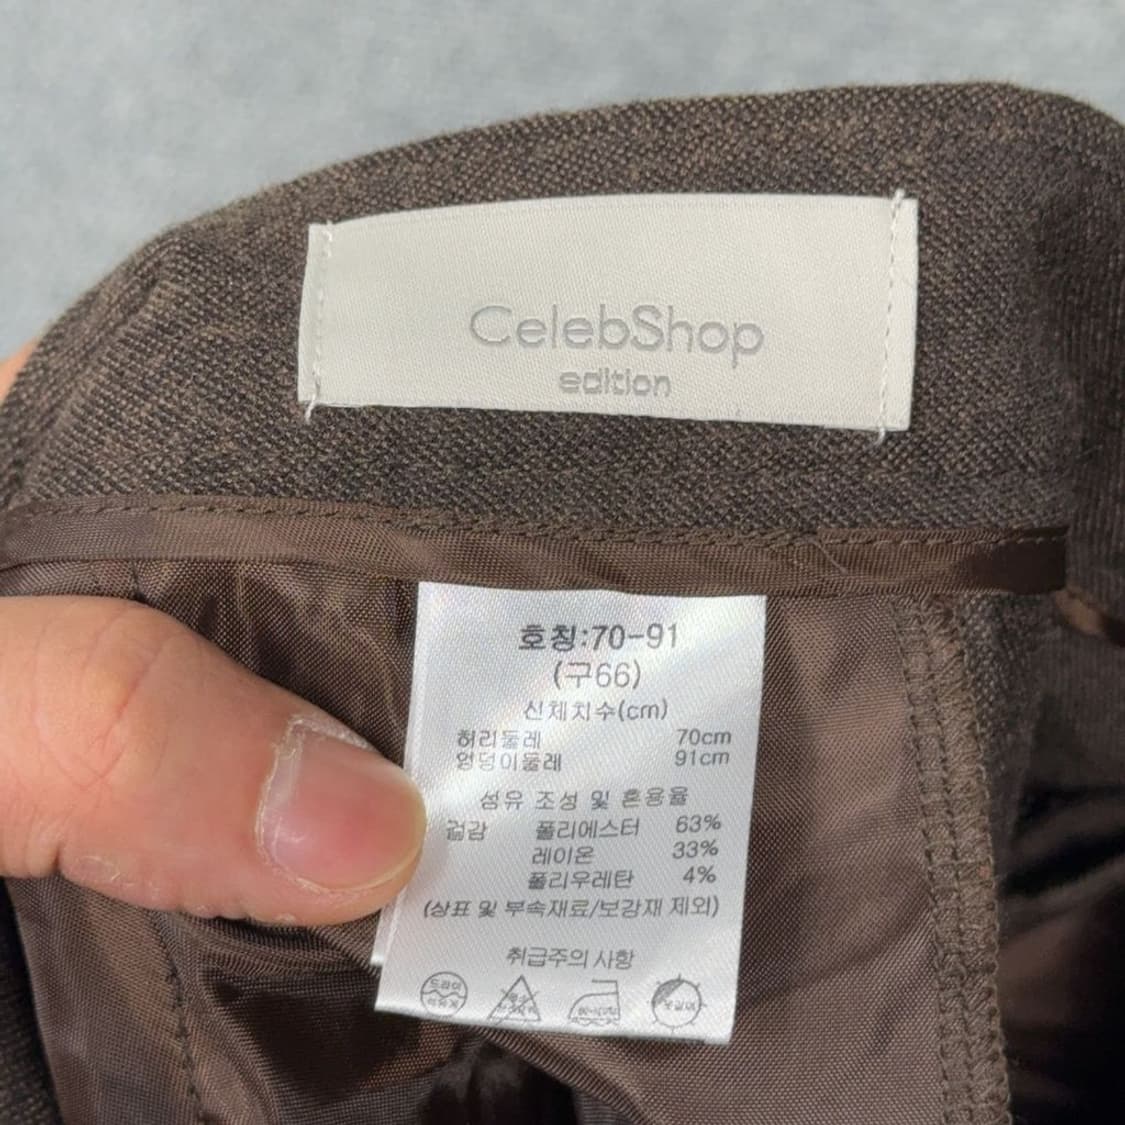 CelebShop
edition
호칭:70-91
(구66)
신체치수(cm)
허리둘레 70cm
엉덩이둘레 91cm
섬유 조성 및 혼용율
겉감 폴리에스터 63%
레이온 33%
폴리우레탄 4%
(상표 및 부속재료/보강재 제외)
취급주의 사항
드라이